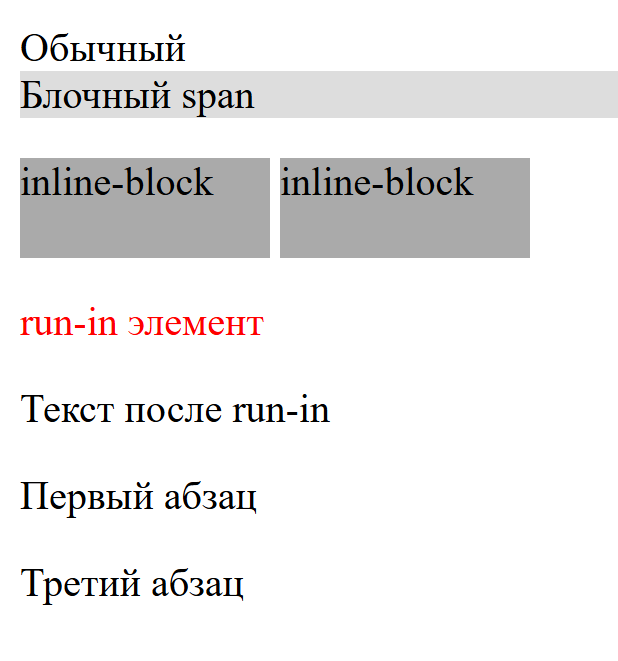 Обычный
Блочный span
inline-block inline-block
run-in элемент
Текст после run-in
Первый абзац
Третий абзац